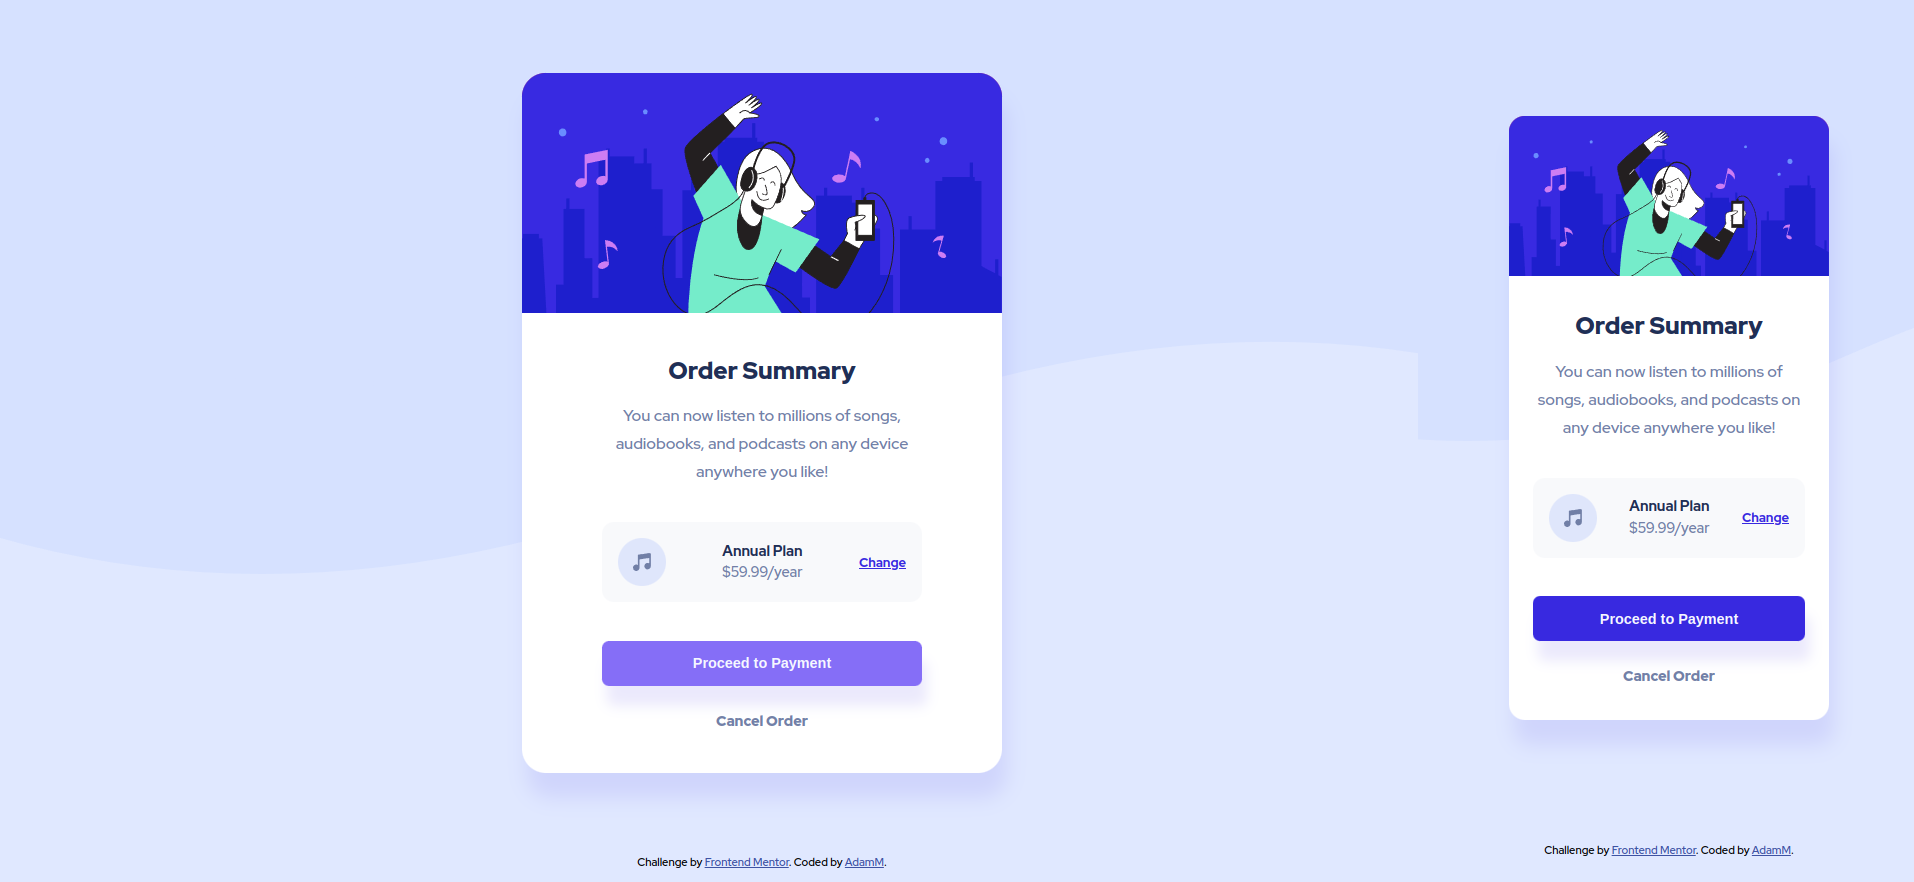 Order Summary
You can now listen to millions of songs,
audiobooks, and podcasts on any device
anywhere you like!
Annual Plan
$59.99/year
Change
Proceed to Payment
Cancel Order
Challenge by Frontend Mentor. Coded by AdamM.
Order Summary
You can now listen to millions of
songs, audiobooks, and podcasts on
any device anywhere you like!
Annual Plan
$59.99/year
Change
Proceed to Payment
Cancel Order
Challenge by Frontend Mentor. Coded by AdamM.